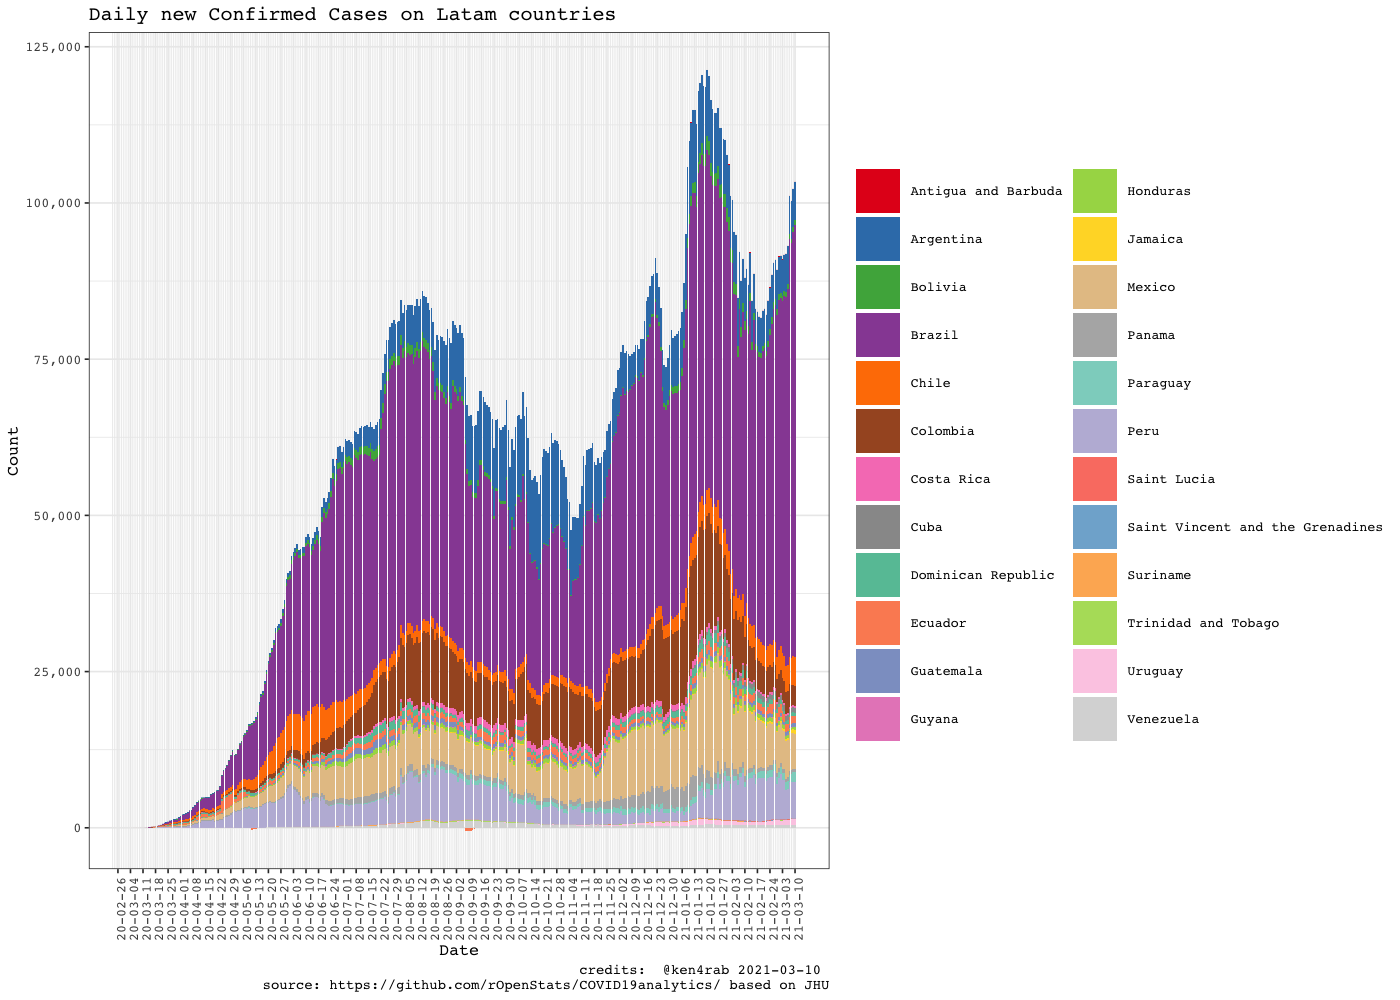 Daily new Confirmed Cases on Latam countries
125,000
100,000
75,000
50,000
25,000
0
Count
20-02-26
20-03-04
20-03-11
20-03-18
20-03-25
20-04-01
20-04-08
20-04-15
20-04-22
20-04-29
20-05-06
20-05-13
20-05-20
20-05-27
20-06-03
20-06-10
20-06-17
20-06-24
20-07-01
20-07-08
20-07-15
20-07-22
20-07-29
20-08-05
20-08-12
20-08-19
20-08-26
20-09-02
20-09-09
20-09-16
20-09-23
20-09-30
20-10-07
20-10-14
20-10-21
20-10-28
20-11-04
20-11-11
20-11-18
20-11-25
20-12-02
20-12-09
20-12-16
20-12-23
20-12-30
21-01-06
21-01-13
21-01-20
21-01-27
21-02-03
21-02-10
21-02-17
21-02-24
21-03-03
21-03-10
Date
Antigua and Barbuda
Argentina
Bolivia
Brazil
Chile
Colombia
Costa Rica
Cuba
Dominican Republic
Ecuador
Guatemala
Guyana
Honduras
Jamaica
Mexico
Panama
Paraguay
Peru
Saint Lucia
Saint Vincent and the Grenadines
Suriname
Trinidad and Tobago
Uruguay
Venezuela
credits:  @ken4rab 2021-03-10
source: https://github.com/rOpenStats/COVID19analytics/ based on JHU